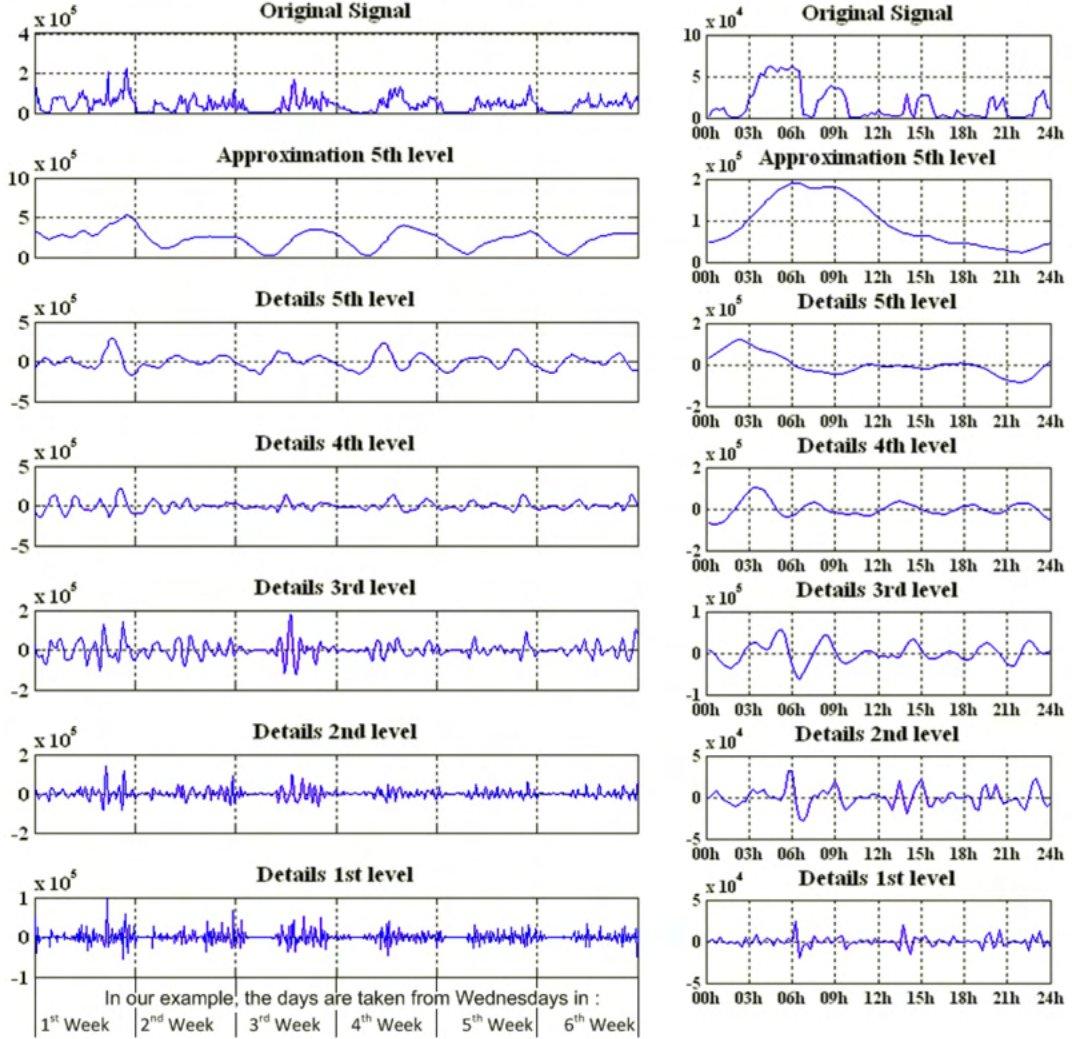 Original Signal
x 10^5
4
2
0
Approximation 5th level
x 10^5
10
5
0
Details 5th level
x 10^5
5
0
-5
Details 4th level
x 10^5
5
0
-5
Details 3rd level
x 10^5
2
0
-2
Details 2nd level
x 10^5
2
0
-2
Details 1st level
x 10^5
1
0
-1
In our example, the days are taken from Wednesdays in :
1st Week 2nd Week 3rd Week 4th Week 5th Week 6th Week
Original Signal
x 10^4
10
5
0
00h 03h 06h 09h 12h 15h 18h 21h 24h
Approximation 5th level
x 10^5
2
1
0
00h 03h 06h 09h 12h 15h 18h 21h 24h
Details 5th level
x 10^5
2
0
-2
00h 03h 06h 09h 12h 15h 18h 21h 24h
Details 4th level
x 10^5
2
0
-2
00h 03h 06h 09h 12h 15h 18h 21h 24h
Details 3rd level
x 10^5
1
0
-1
00h 03h 06h 09h 12h 15h 18h 21h 24h
Details 2nd level
x 10^4
5
0
-5
00h 03h 06h 09h 12h 15h 18h 21h 24h
Details 1st level
x 10^4
5
0
-5
00h 03h 06h 09h 12h 15h 18h 21h 24h